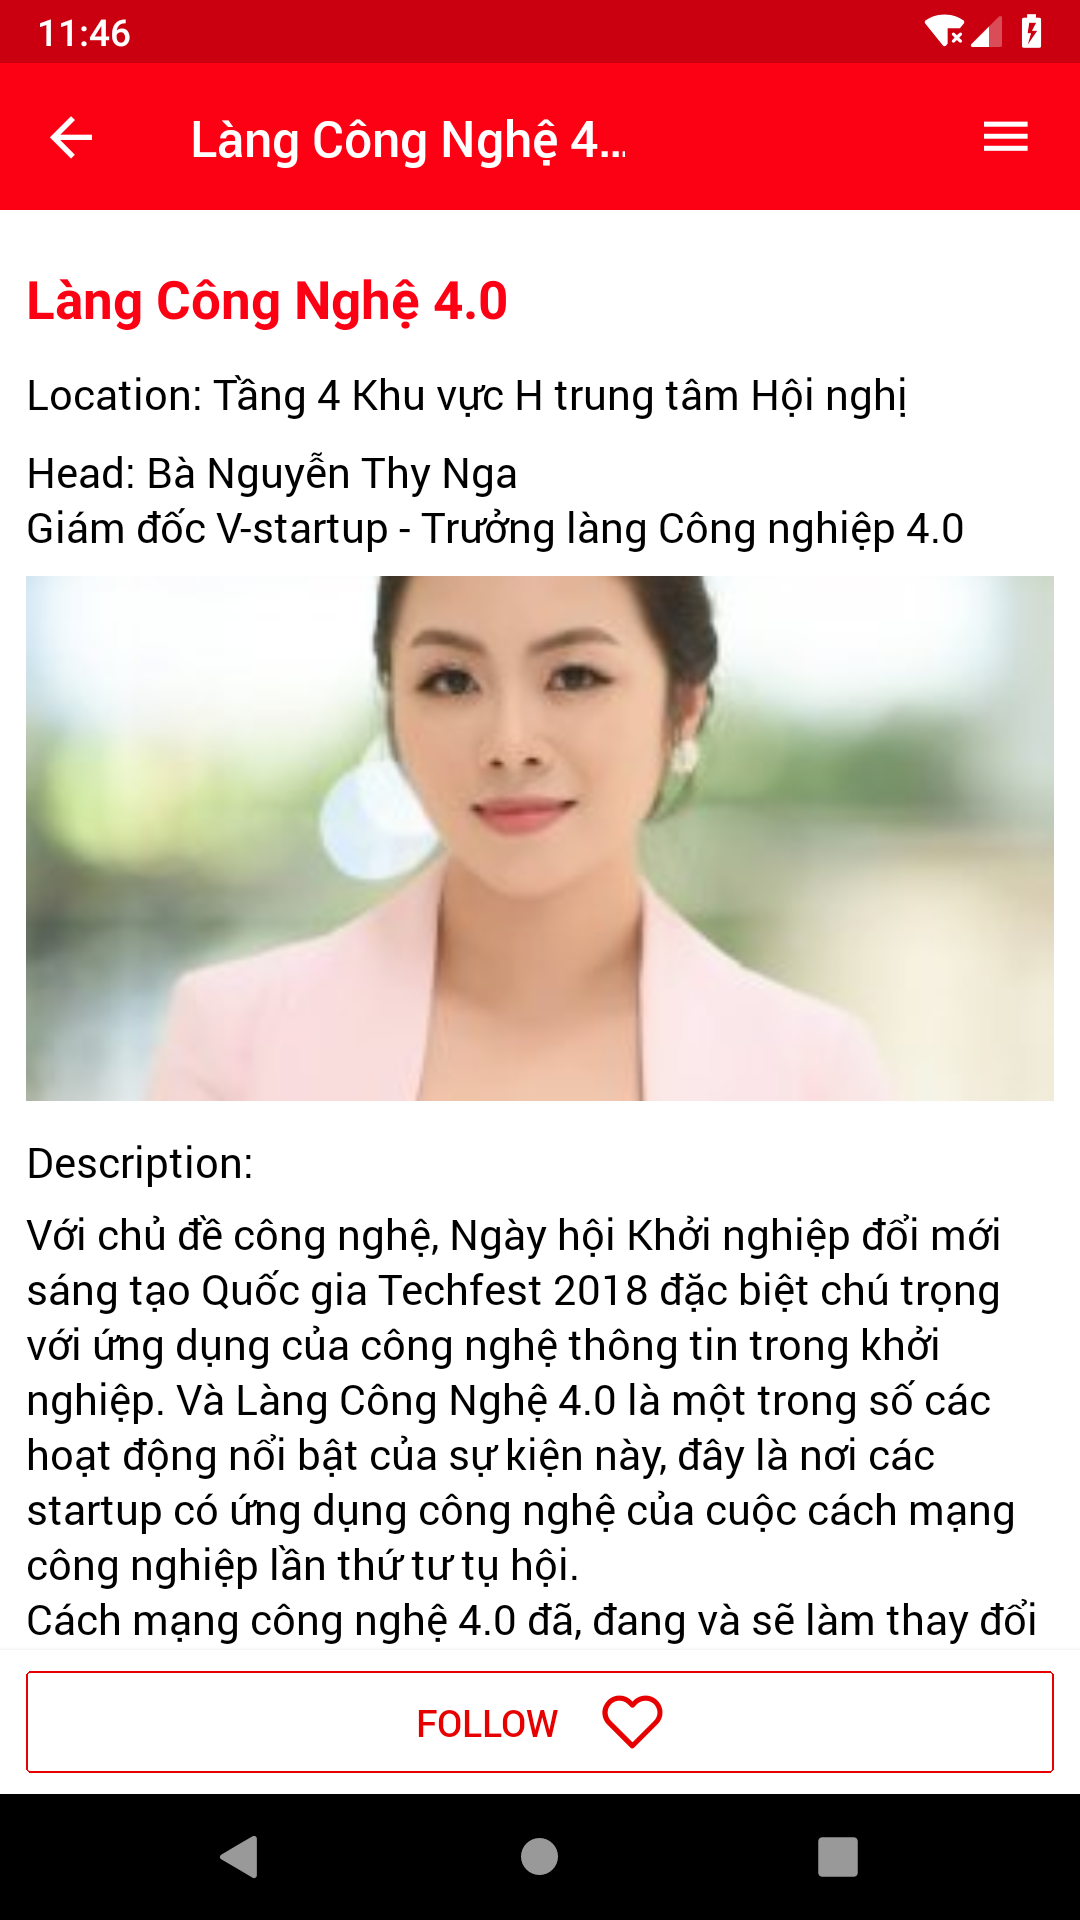 11:46
Làng Công Nghệ 4...
Làng Công Nghệ 4.0
Location: Tầng 4 Khu vực H trung tâm Hội nghị
Head: Bà Nguyễn Thy Nga
Giám đốc V-startup - Trưởng làng Công nghiệp 4.0
Description:
Với chủ đề công nghệ, Ngày hội Khởi nghiệp đổi mới
sáng tạo Quốc gia Techfest 2018 đặc biệt chú trọng
với ứng dụng của công nghệ thông tin trong khởi
nghiệp. Và Làng Công Nghệ 4.0 là một trong số các
hoạt động nổi bật của sự kiện này, đây là nơi các
startup có ứng dụng công nghệ của cuộc cách mạng
công nghiệp lần thứ tư tụ hội.
Cách mạng công nghệ 4.0 đã, đang và sẽ làm thay đổi
FOLLOW